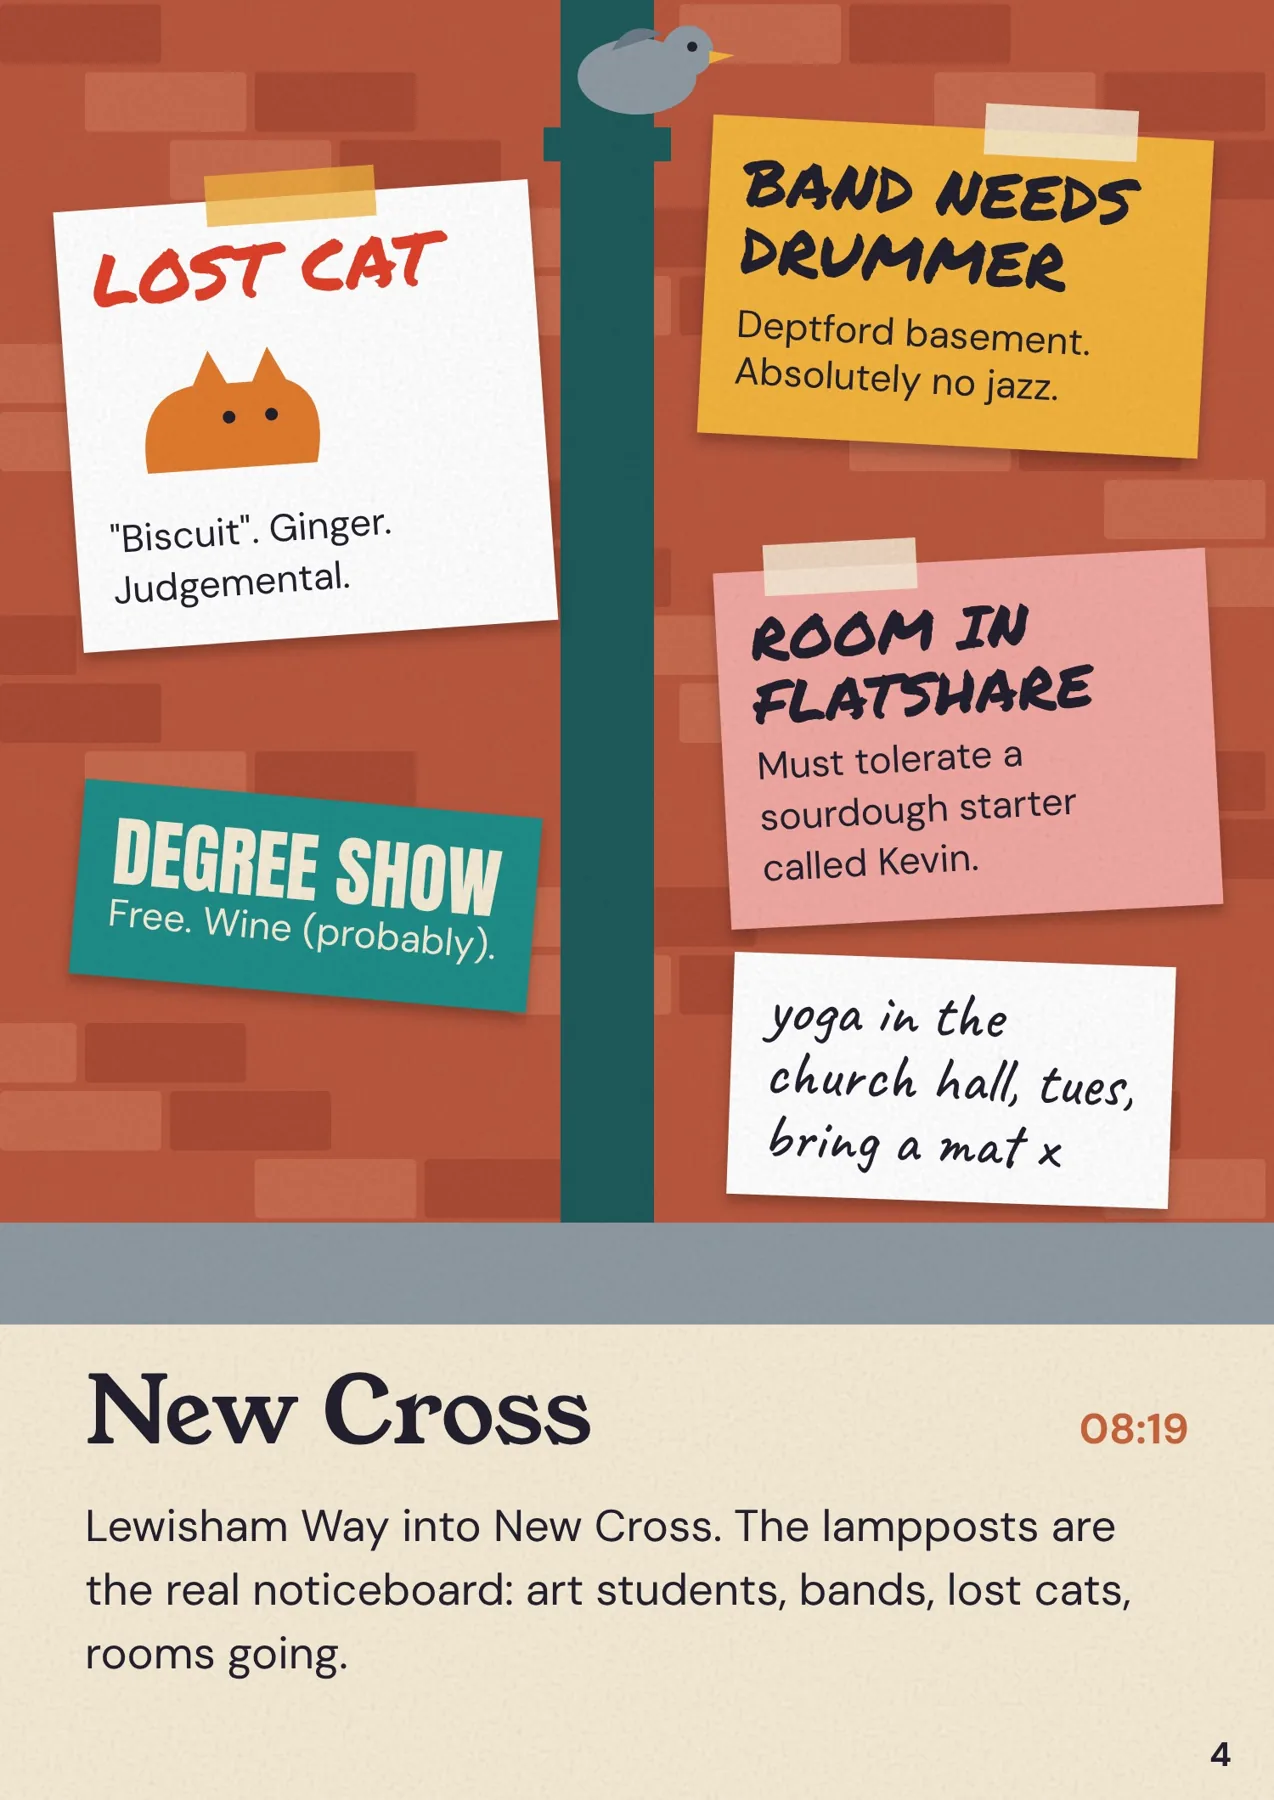 LOST CAT
"Biscuit". Ginger.
Judgemental.
BAND NEEDS
DRUMMER
Deptford basement.
Absolutely no jazz.
ROOM IN
FLATSHARE
Must tolerate a
sourdough starter
called Kevin.
DEGREE SHOW
Free. Wine (probably).
yoga in the
church hall, tues,
bring a mat x
New Cross
08:19
Lewisham Way into New Cross. The lampposts are
the real noticeboard: art students, bands, lost cats,
rooms going.
4